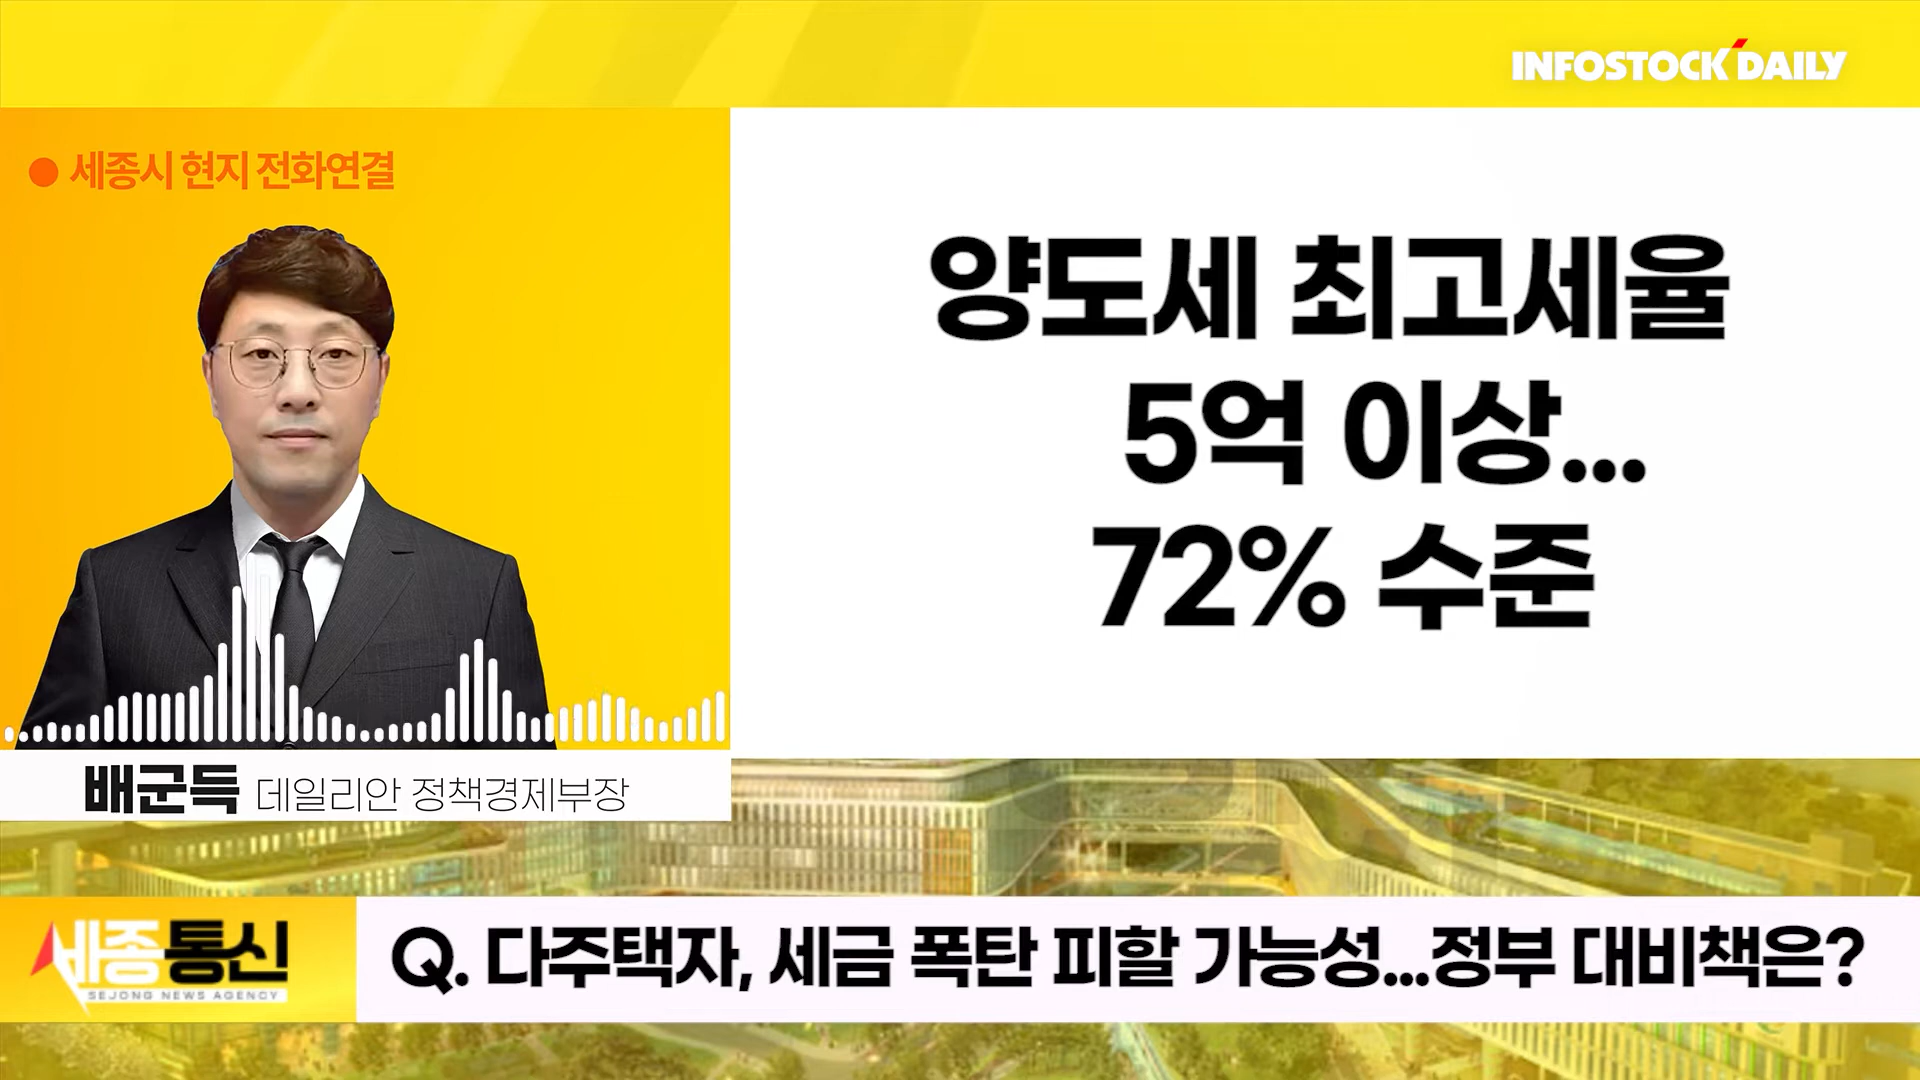 INFOSTOCK DAILY
● 세종시 현지 전화연결
양도세 최고세율
5억 이상...
72% 수준
배군득 데일리안 정책경제부장
세종통신
SEJONG NEWS AGENCY
Q. 다주택자, 세금 폭탄 피할 가능성...정부 대비책은?